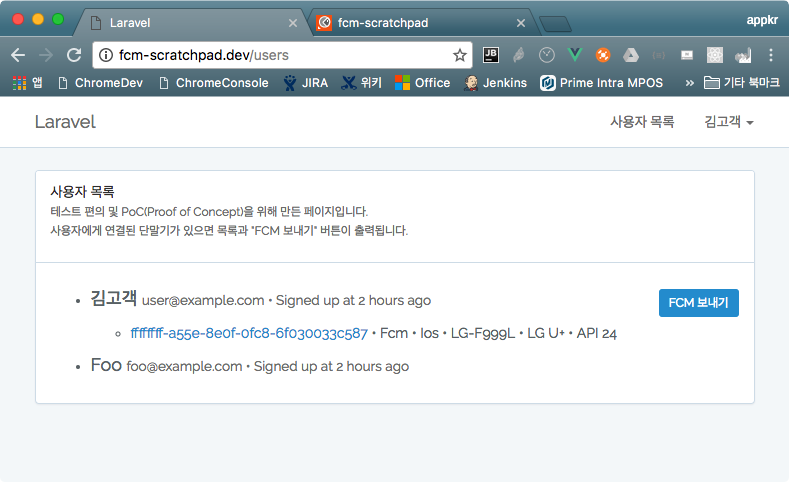 Laravel
fcm-scratchpad
appkr
fcm-scratchpad.dev/users
JB
앱 ChromeDev ChromeConsole JIRA 위키 Office Jenkins Prime Intra MPOS » 기타 북마크
Laravel 사용자 목록 김고객
사용자 목록
테스트 편의 및 PoC(Proof of Concept)을 위해 만든 페이지입니다.
사용자에게 연결된 단말기가 있으면 목록과 "FCM 보내기" 버튼이 출력됩니다.
• 김고객 user@example.com • Signed up at 2 hours ago FCM 보내기
ffffffff-a55e-8e0f-0fc8-6f030033c587 • Fcm • Ios • LG-F999L • LG U+ • API 24
• Foo foo@example.com • Signed up at 2 hours ago